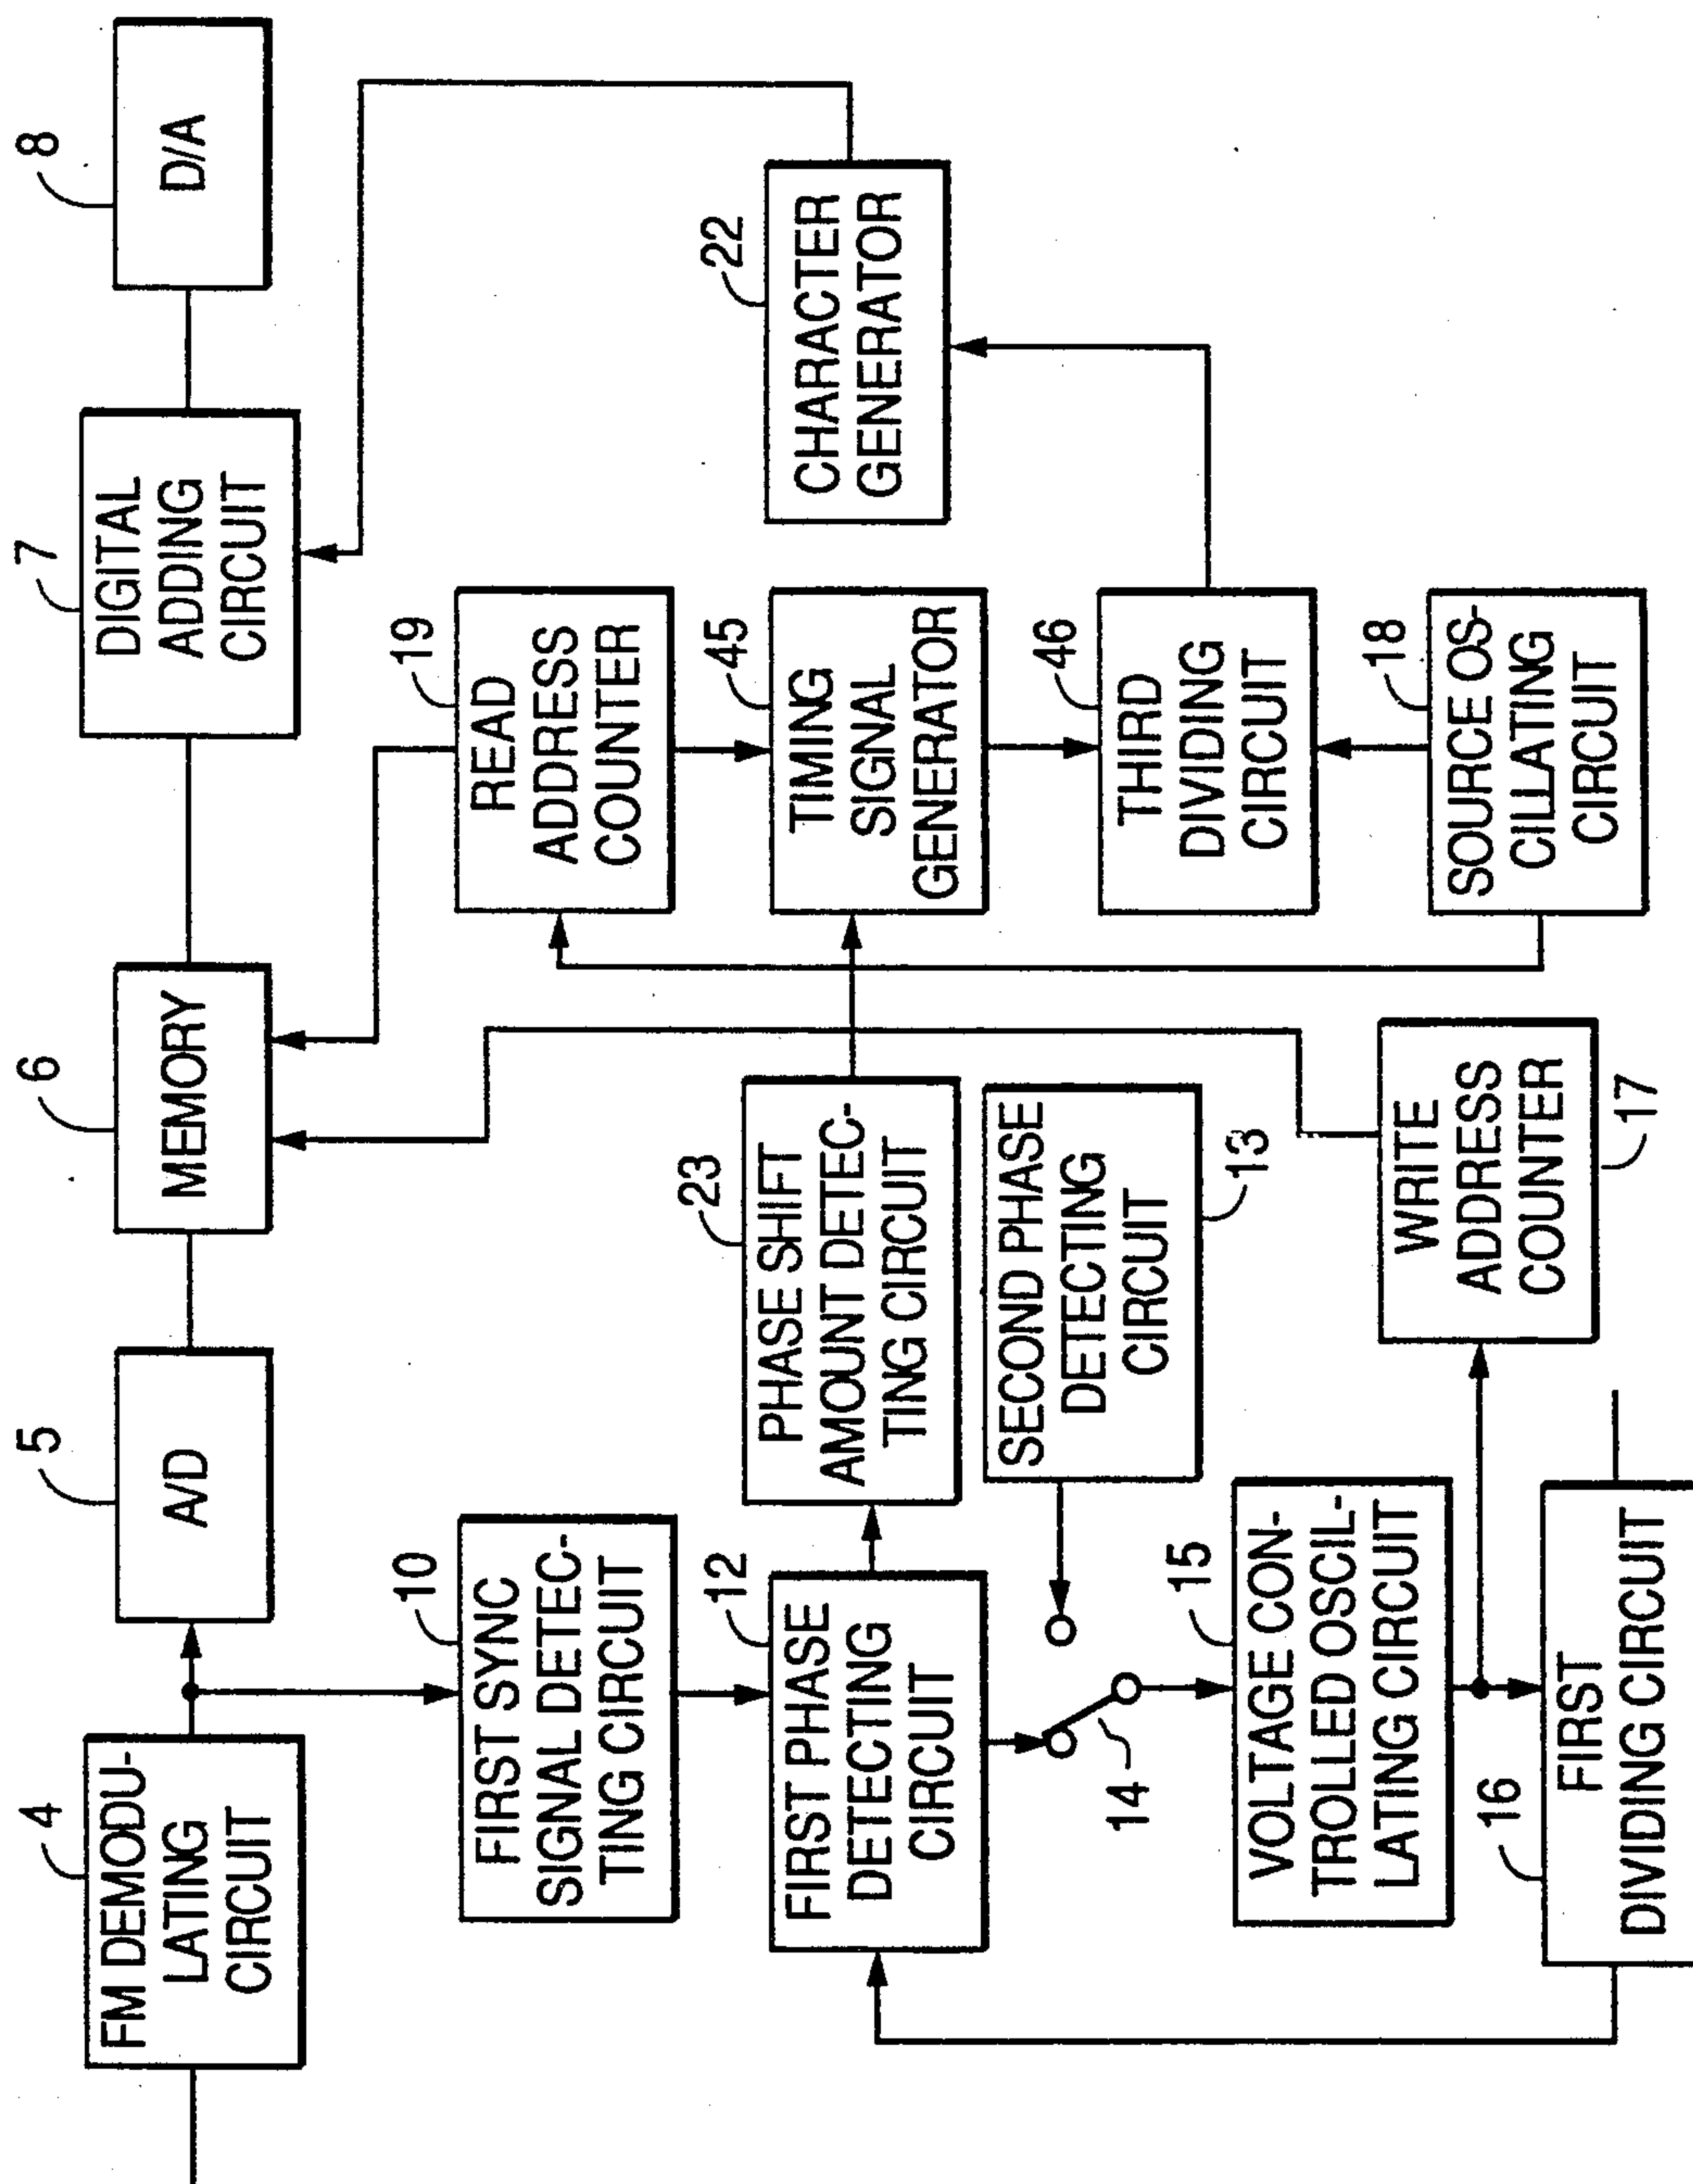 4
FM DEMODU-
LATING
CIRCUIT
5
A/D
6
MEMORY
7
DIGITAL
ADDING
CIRCUIT
8
D/A
10
FIRST SYNC
SIGNAL DETEC-
TING CIRCUIT
19
READ
ADDRESS
COUNTER
12
FIRST PHASE
DETECTING
CIRCUIT
23
PHASE SHIFT
AMOUNT DETEC-
TING CIRCUIT
45
TIMING
SIGNAL
GENERATOR
22
CHARACTER
GENERATOR
SECOND PHASE
DETECTING
CIRCUIT
13
46
THIRD
DIVIDING
CIRCUIT
14
15
VOLTAGE CON-
TROLLED OSCIL-
LATING CIRCUIT
WRITE
ADDRESS
COUNTER
17
18
SOURCE OS-
CILLATING
CIRCUIT
16
FIRST
DIVIDING CIRCUIT